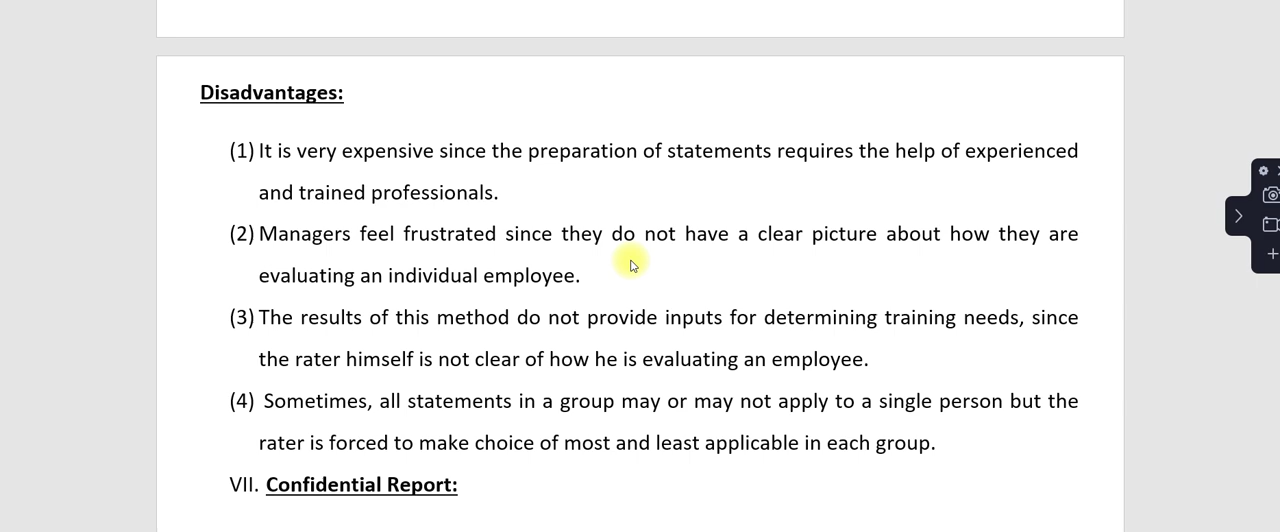 Disadvantages:
(1) It is very expensive since the preparation of statements requires the help of experienced
and trained professionals.
(2) Managers feel frustrated since they do not have a clear picture about how they are
evaluating an individual employee.
(3) The results of this method do not provide inputs for determining training needs, since
the rater himself is not clear of how he is evaluating an employee.
(4) Sometimes, all statements in a group may or may not apply to a single person but the
rater is forced to make choice of most and least applicable in each group.
VII. Confidential Report: